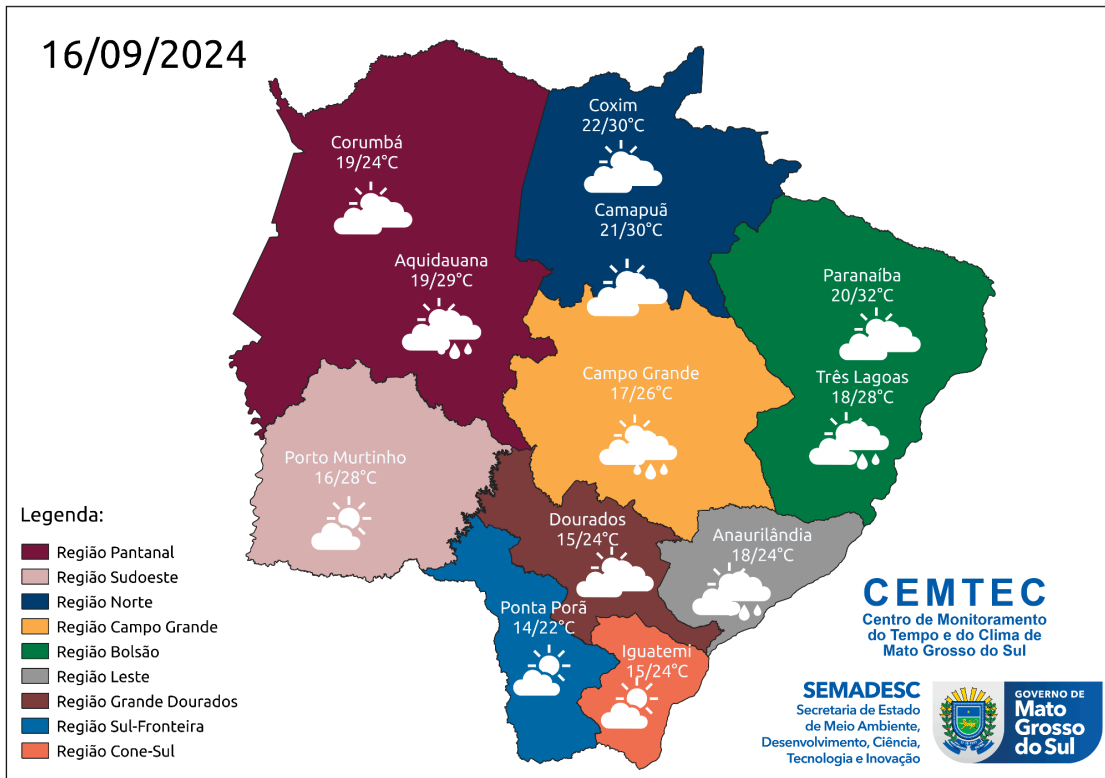 16/09/2024
Coxim
22/30°C
Corumbá
19/24°C
Camapuã
21/30°C
Aquidauana
19/29°C
Paranaíba
20/32°C
Campo Grande
17/26°C
Três Lagoas
18/28°C
Porto Murtinho
16/28°C
Dourados
15/24°C
Anaurilândia
18/24°C
Ponta Porã
14/22°C
Iguatemi
15/24°C
Legenda:
Região Pantanal
Região Sudoeste
Região Norte
Região Campo Grande
Região Bolsão
Região Leste
Região Grande Dourados
Região Sul-Fronteira
Região Cone-Sul
CEMTEC
Centro de Monitoramento
do Tempo e do Clima de
Mato Grosso do Sul
SEMADESC
Secretaria de Estado
de Meio Ambiente,
Desenvolvimento, Ciência,
Tecnologia e Inovação
GOVERNO DE
Mato
Grosso
do Sul